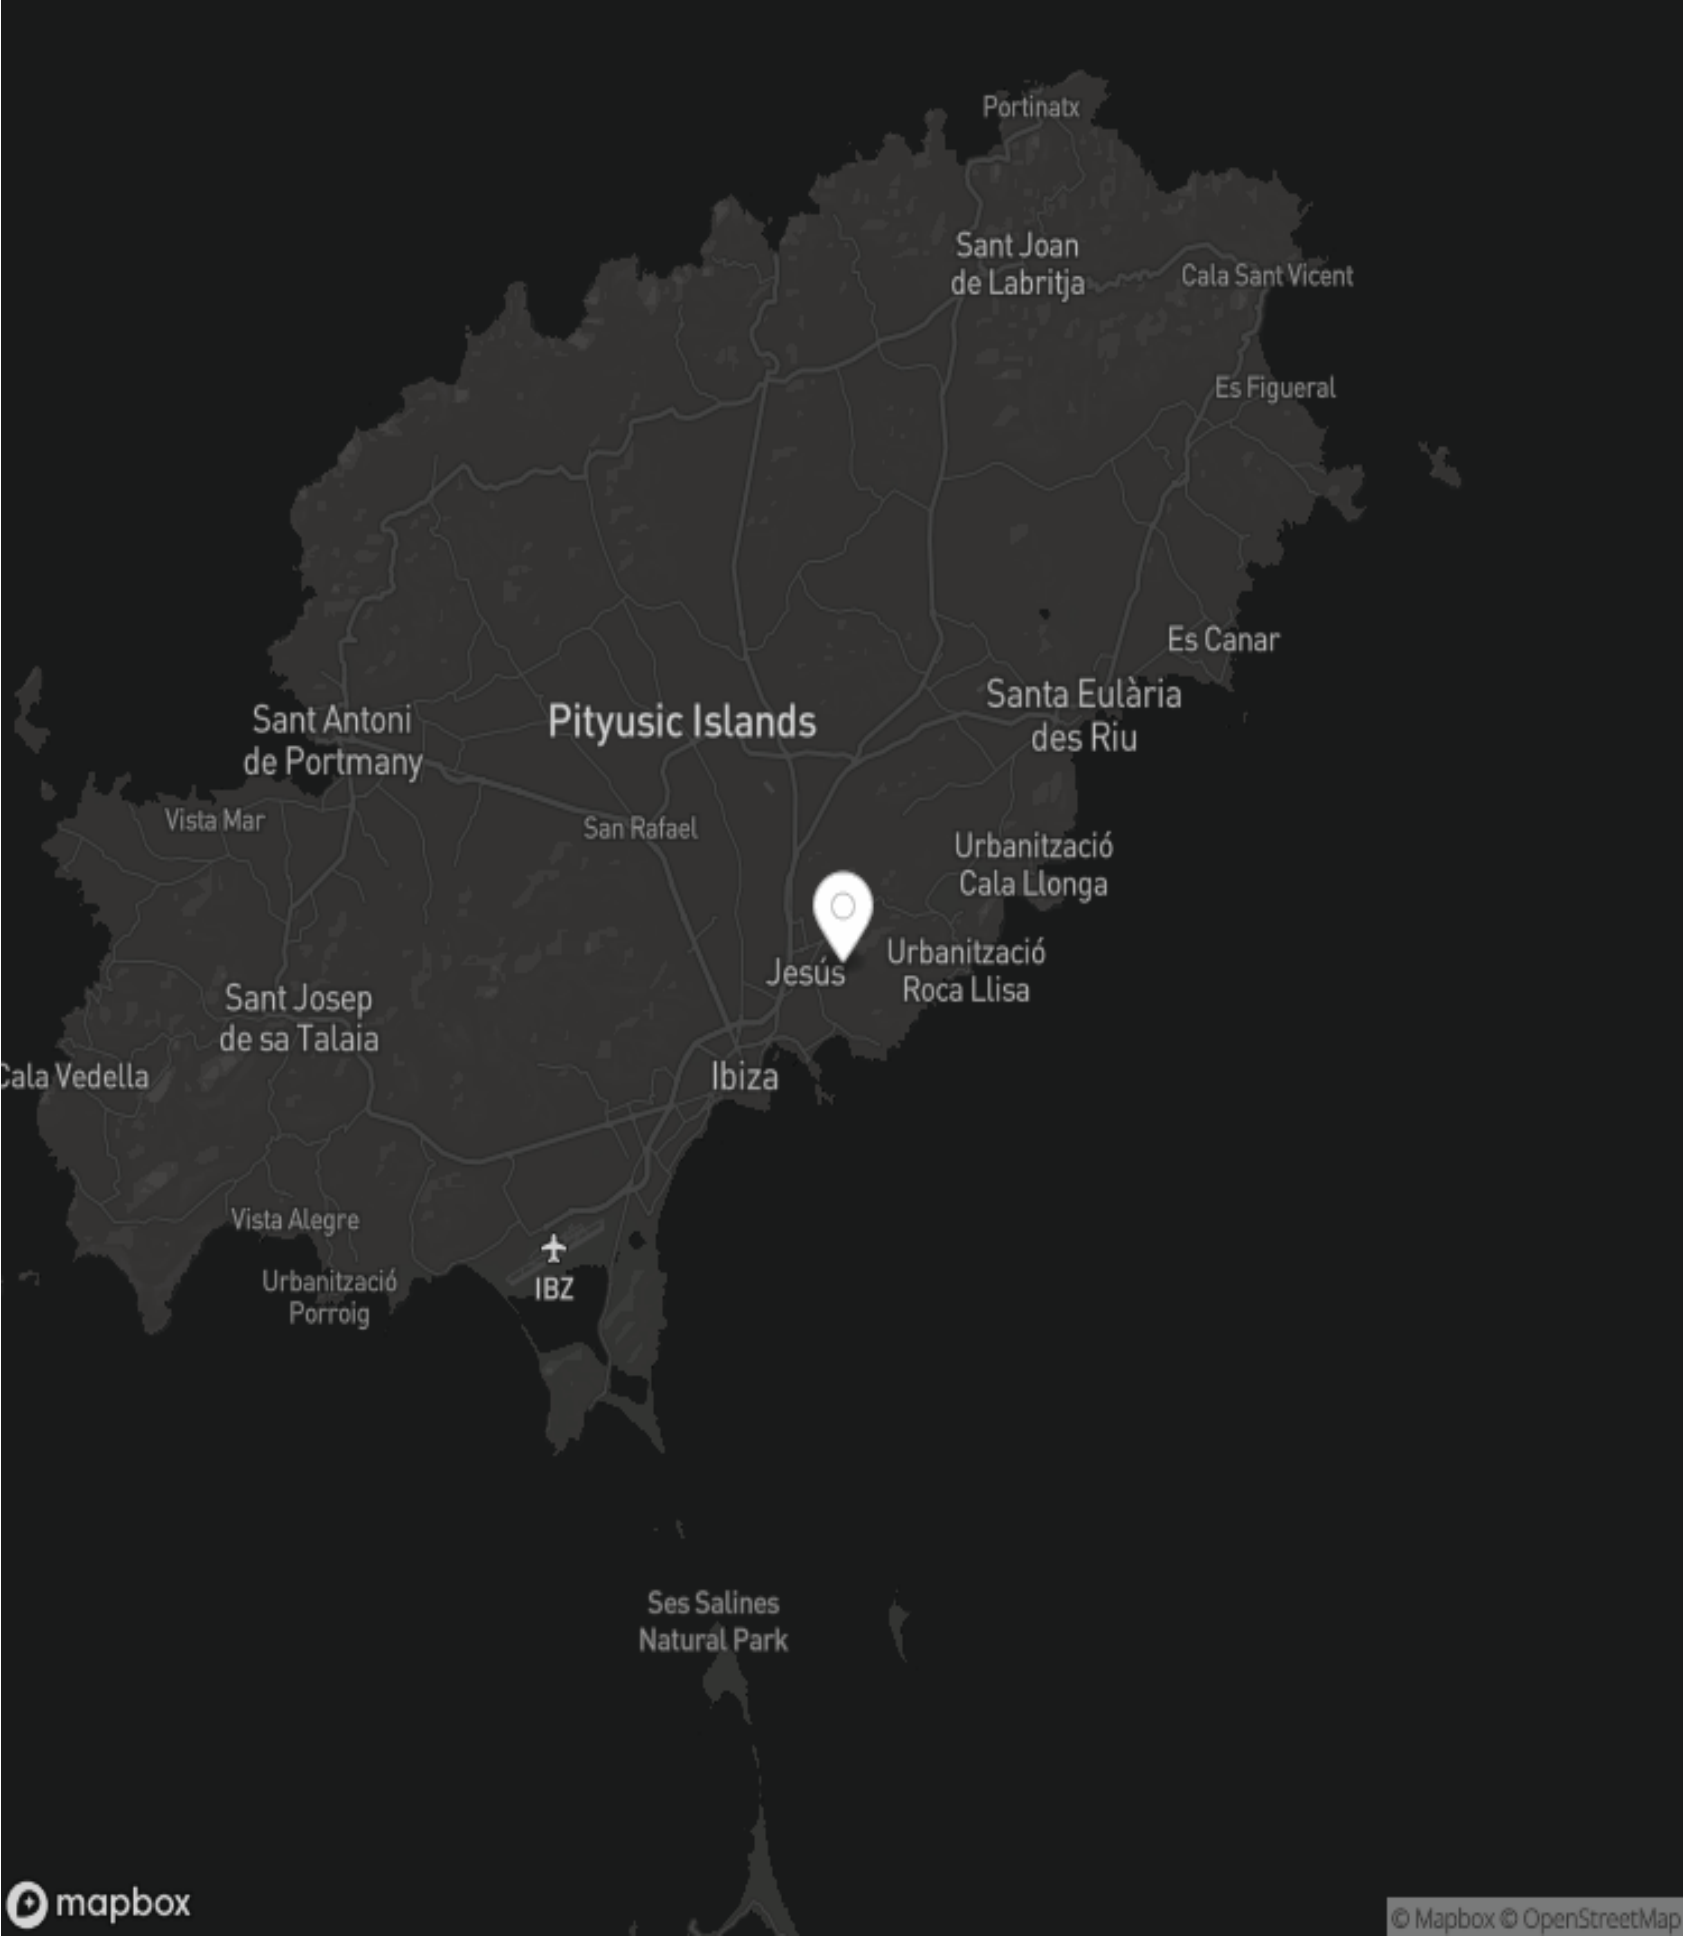 Portinatx
Sant Joan
de Labritja
Cala Sant Vicent
Es Figueral
Es Canar
Santa Eulària
des Riu
Pityusic Islands
Sant Antoni
de Portmany
Vista Mar
San Rafael
Urbanització
Cala Llonga
Urbanització
Roca Llisa
Jesús
Sant Josep
de sa Talaia
Cala Vedella
Ibiza
Vista Alegre
Urbanització
Porroig
IBZ
Ses Salines
Natural Park
mapbox
© Mapbox © OpenStreetMap